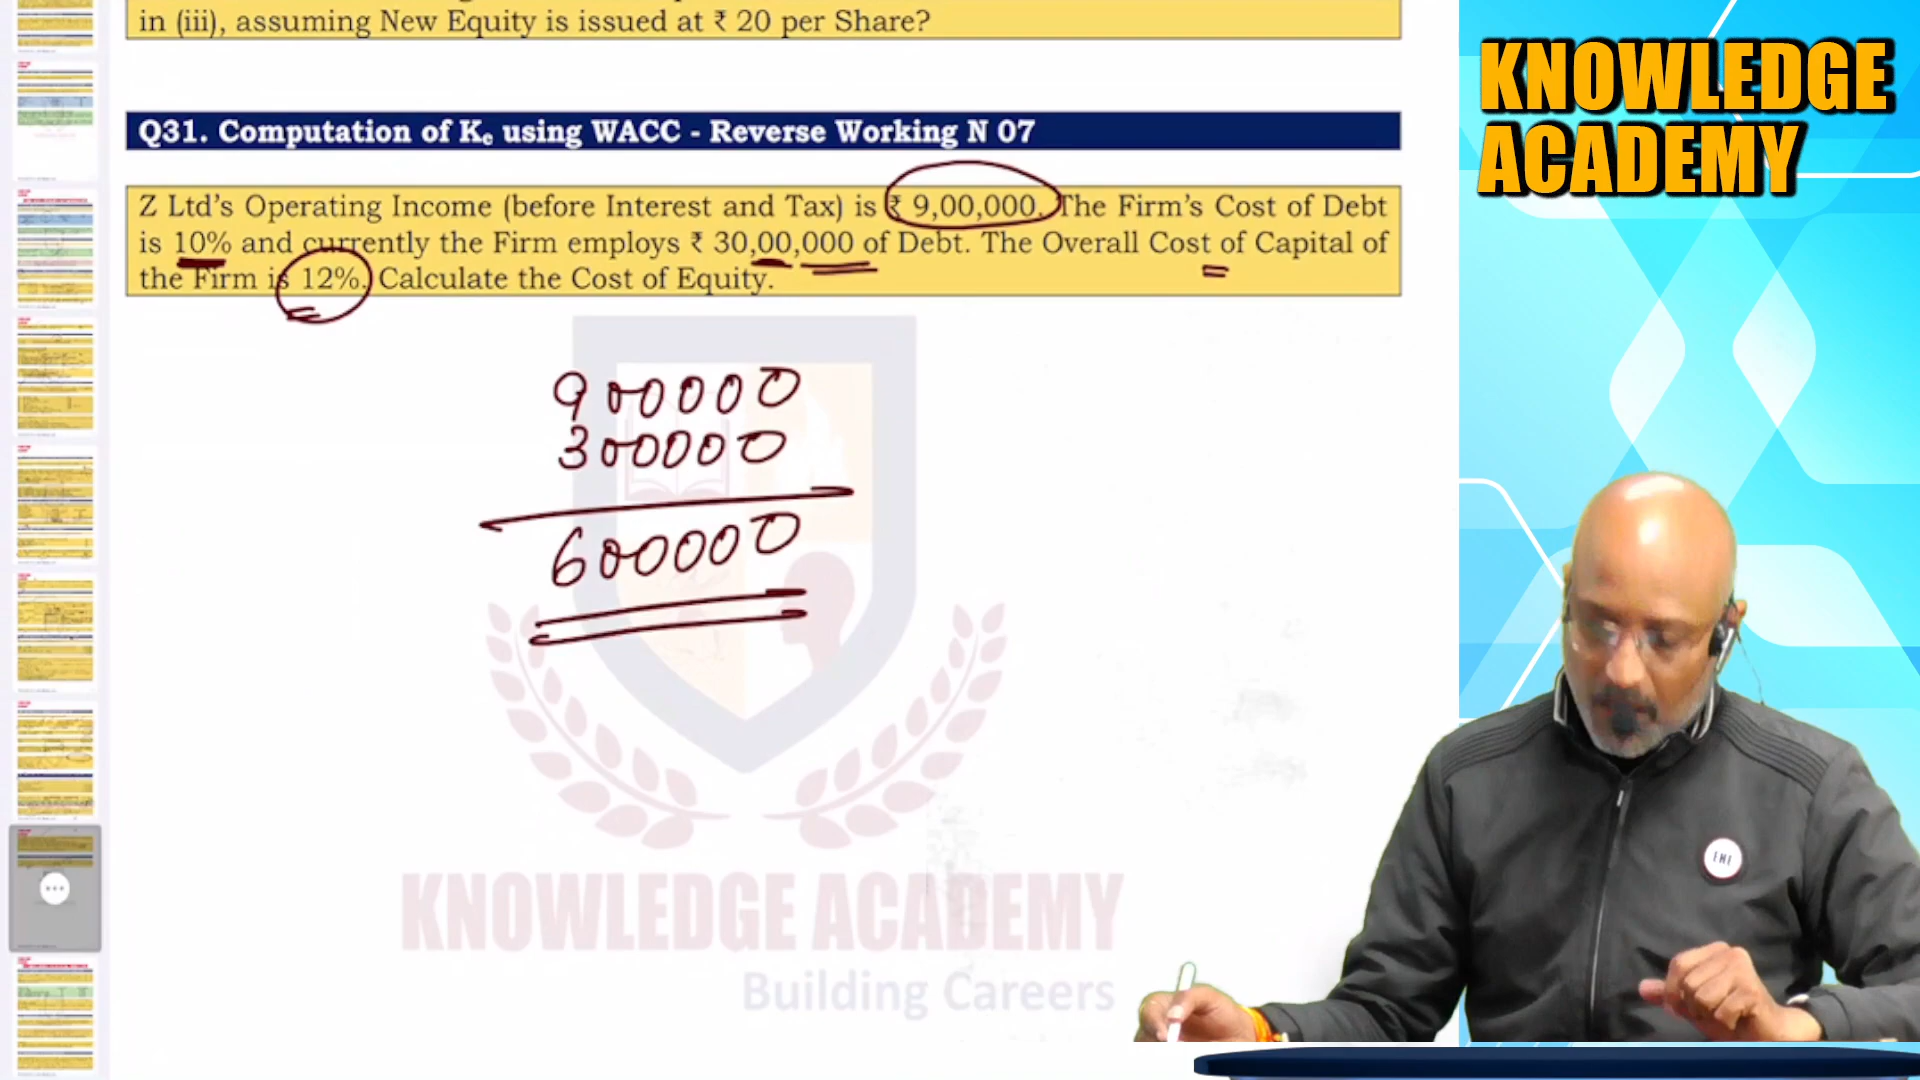 in (iii), assuming New Equity is issued at ₹ 20 per Share?
KNOWLEDGE
ACADEMY
Q31. Computation of Ke using WACC - Reverse Working N 07
Z Ltd's Operating Income (before Interest and Tax) is ₹ 9,00,000. The Firm's Cost of Debt
is 10% and currently the Firm employs ₹ 30,00,000 of Debt. The Overall Cost of Capital of
the Firm is 12%. Calculate the Cost of Equity.
900000
300000
600000
KNOWLEDGE ACADEMY
Building Careers